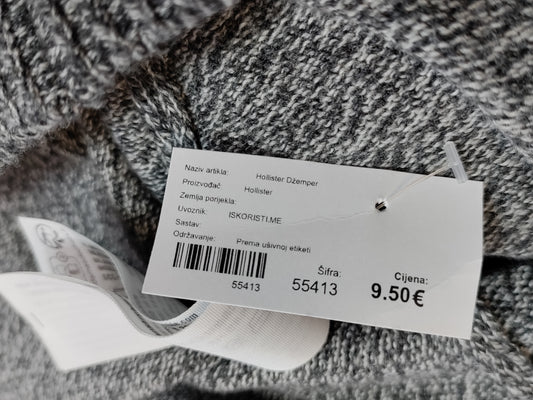 Naziv artikla: Hollister Džemper
Proizvođač Hollister
Zemlja porijekla:
Uvoznik: ISKORISTI.ME
Sastav:
Održavanje: Prema ušivnoj etiketi
Šifra: Cijena:
55413 55413 9.50€